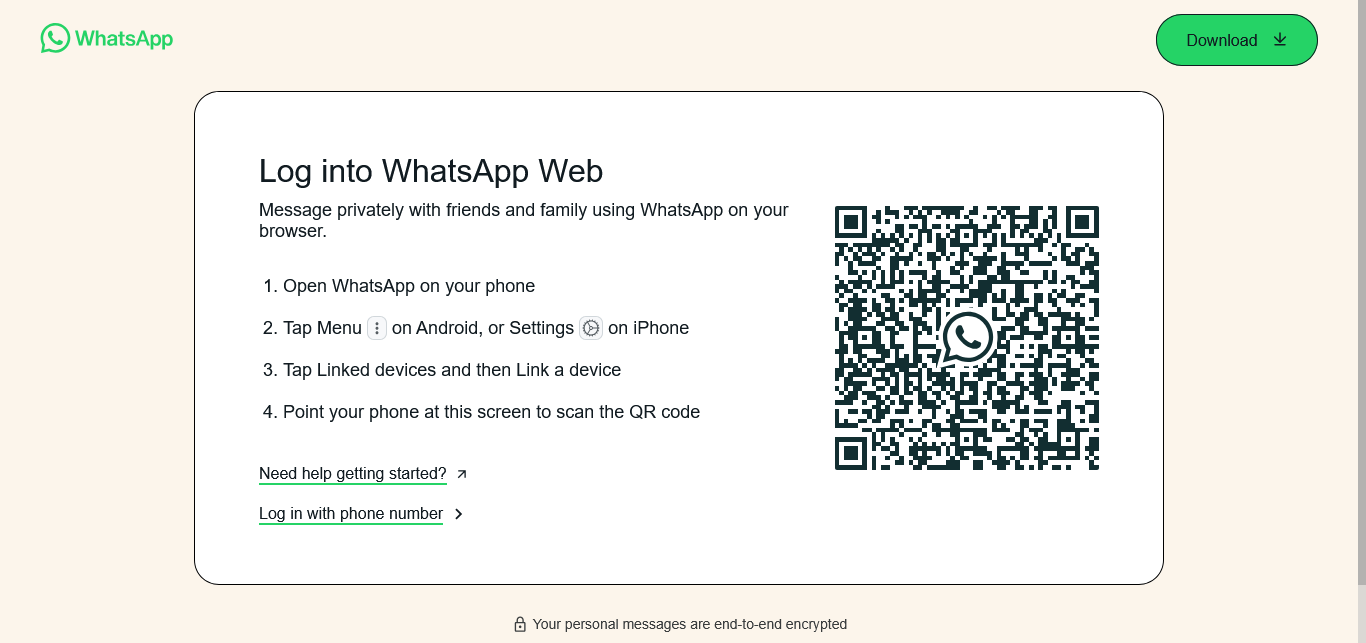 WhatsApp
Download
Log into WhatsApp Web
Message privately with friends and family using WhatsApp on your
browser.
1. Open WhatsApp on your phone
2. Tap Menu on Android, or Settings on iPhone
3. Tap Linked devices and then Link a device
4. Point your phone at this screen to scan the QR code
Need help getting started?
Log in with phone number
Your personal messages are end-to-end encrypted